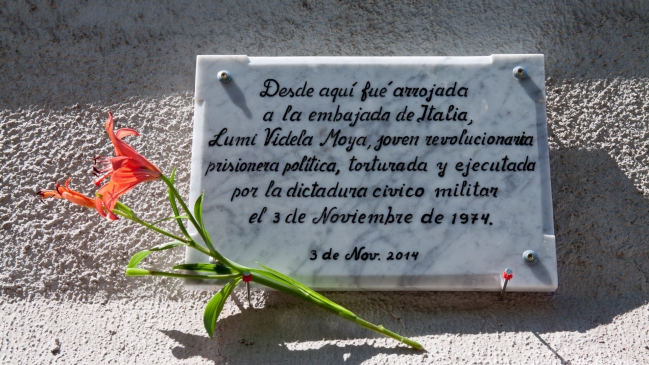 Desde aquí fué arrojada
a la embajada de Italia,
Lumi Videla Moya, joven revolucionaria
prisionera política, torturada y ejecutada
por la dictadura civico militar
el 3 de Noviembre de 1974.
3 de Nov. 2014